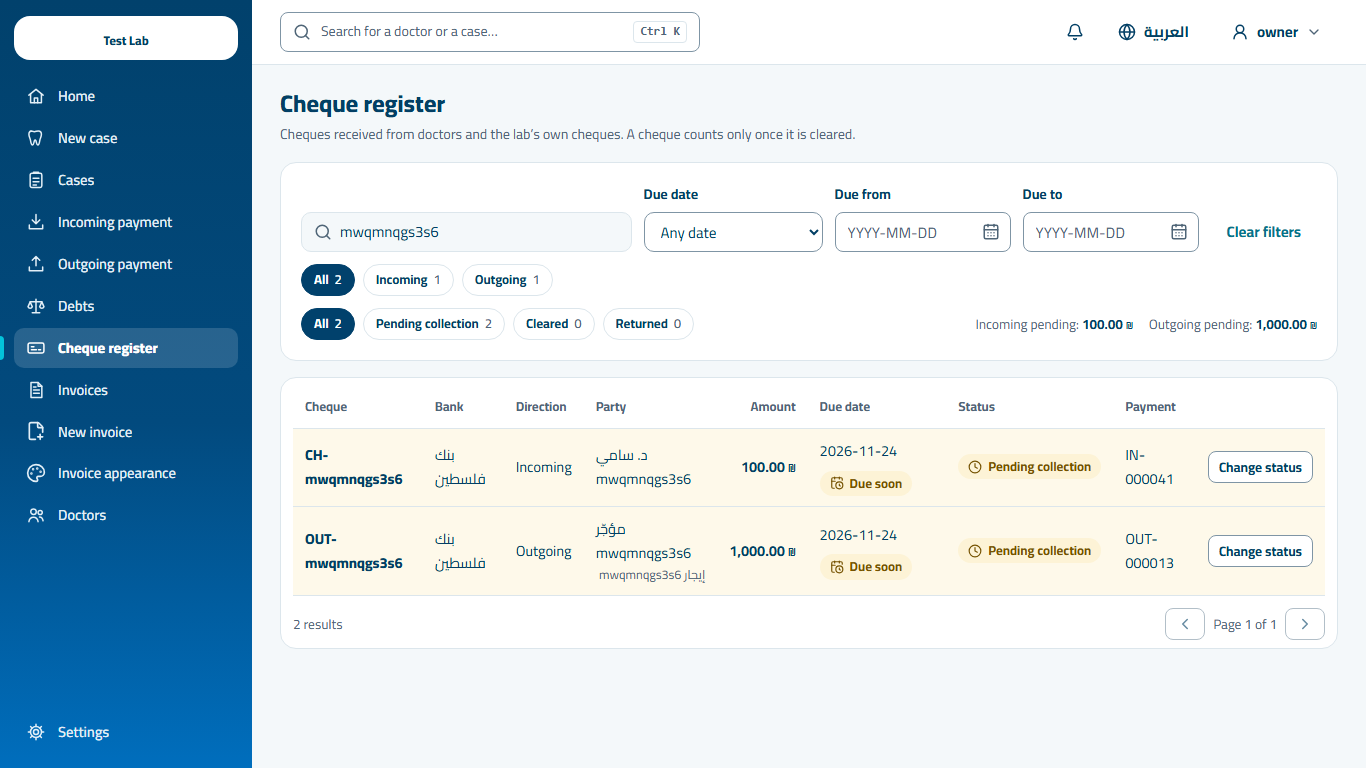 Test Lab
Search for a doctor or a case...
Ctrl K
العربية
owner
Home
New case
Cases
Incoming payment
Outgoing payment
Debts
Cheque register
Invoices
New invoice
Invoice appearance
Doctors
Settings
Cheque register
Cheques received from doctors and the lab's own cheques. A cheque counts only once it is cleared.
Due date
Due from
Due to
mwqmnqgs3s6
Any date
YYYY-MM-DD
YYYY-MM-DD
Clear filters
All 2
Incoming 1
Outgoing 1
All 2
Pending collection 2
Cleared 0
Returned 0
Incoming pending: 100.00 ₪
Outgoing pending: 1,000.00 ₪
Cheque Bank Direction Party Amount Due date Status Payment
CH-
mwqmnqgs3s6
بنك
فلسطين
Incoming
د. سامي
mwqmnqgs3s6
100.00 ₪
2026-11-24
Due soon
Pending collection
IN-
000041
Change status
OUT-
mwqmnqgs3s6
بنك
فلسطين
Outgoing
مؤجّر
mwqmnqgs3s6
إيجار mwqmnqgs3s6
1,000.00 ₪
2026-11-24
Due soon
Pending collection
OUT-
000013
Change status
2 results
Page 1 of 1